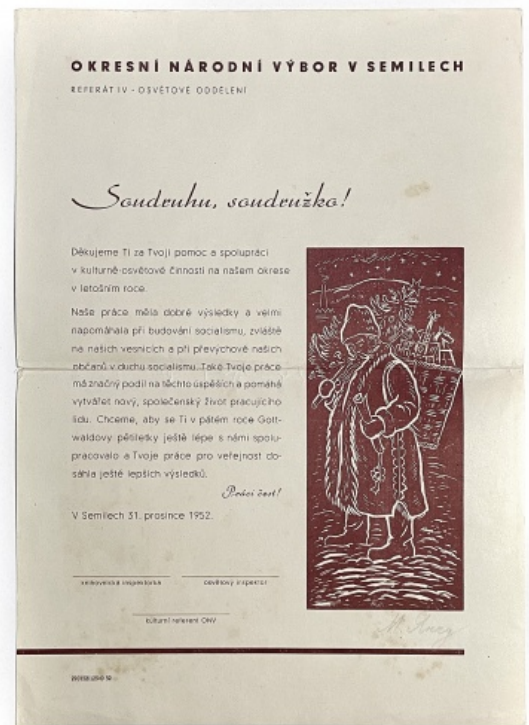 OKRESNÍ NÁRODNÍ VÝBOR V SEMILECH
REFERÁT IV - OSVĚTOVÉ ODDĚLENÍ
Soudruhu, soudružko!
Děkujeme Ti za Tvoji pomoc a spolupráci
v kulturně-osvětové činnosti na našem okrese
v letošním roce.
Naše práce měla dobré výsledky a velmi
napomáhala při budování socialismu, zvláště
na našich vesnicích a při převýchově našich
občanů v duchu socialismu. Také Tvoje práce
má značný podíl na těchto úspěších a pomáhá
vytvářet nový, společenský život pracujícího
lidu. Chceme, aby se Ti v pátém roce Gott-
waldovy pětiletky ještě lépe s námi spolu-
pracovalo a Tvoje práce pro veřejnost do-
sáhla ještě lepších výsledků.
Práci čest!
V Semilech 31. prosince 1952.
osvětový inspektor
kulturní referent ONV